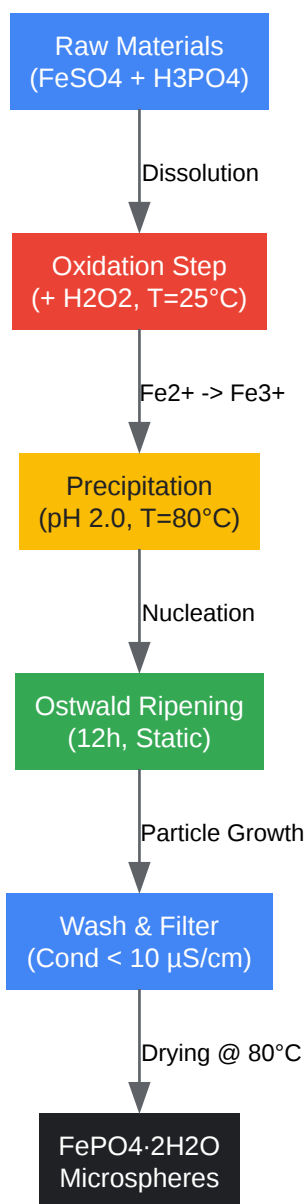 Raw Materials
(FeSO4 + H3PO4)
Dissolution
Oxidation Step
(+ H2O2, T=25°C)
Fe2+ -> Fe3+
Precipitation
(pH 2.0, T=80°C)
Nucleation
Ostwald Ripening
(12h, Static)
Particle Growth
Wash & Filter
(Cond < 10 µS/cm)
Drying @ 80°C
FePO4·2H2O
Microspheres